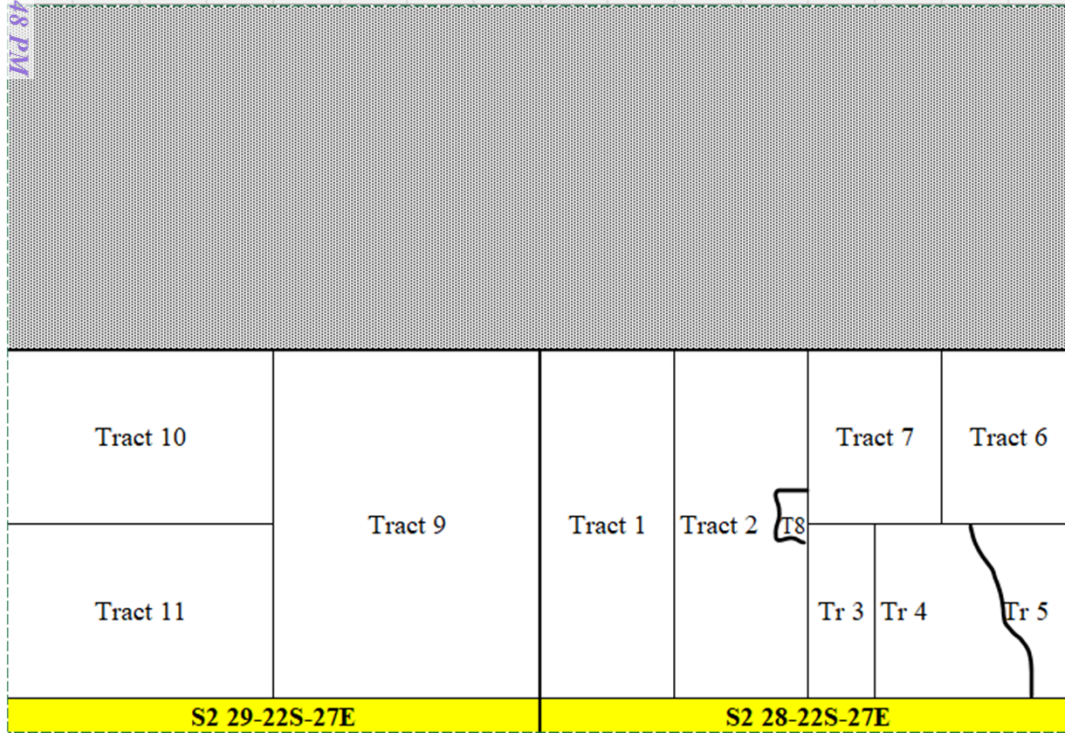 48 PM
Tract 10
Tract 7
Tract 6
Tract 9
Tract 1
Tract 2
T8
Tract 11
Tr 3
Tr 4
Tr 5
S2 29-22S-27E
S2 28-22S-27E